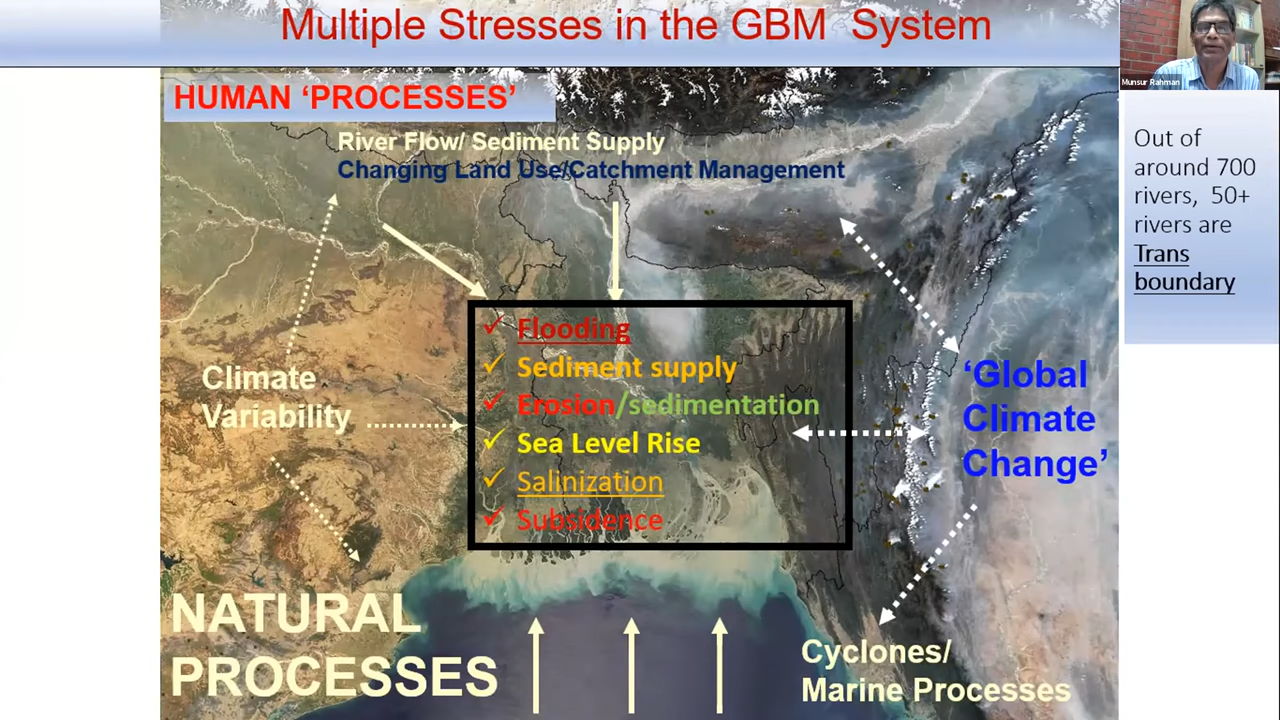 Multiple Stresses in the GBM System
Munsur Rahman
HUMAN ‘PROCESSES’
River Flow/ Sediment Supply
Changing Land Use/Catchment Management
Out of
around 700
rivers, 50+
rivers are
Trans
boundary
✓ Flooding
✓ Sediment supply
✓ Erosion/sedimentation
✓ Sea Level Rise
✓ Salinization
✓ Subsidence
Climate
Variability
‘Global
Climate
Change’
NATURAL
PROCESSES
Cyclones/
Marine Processes